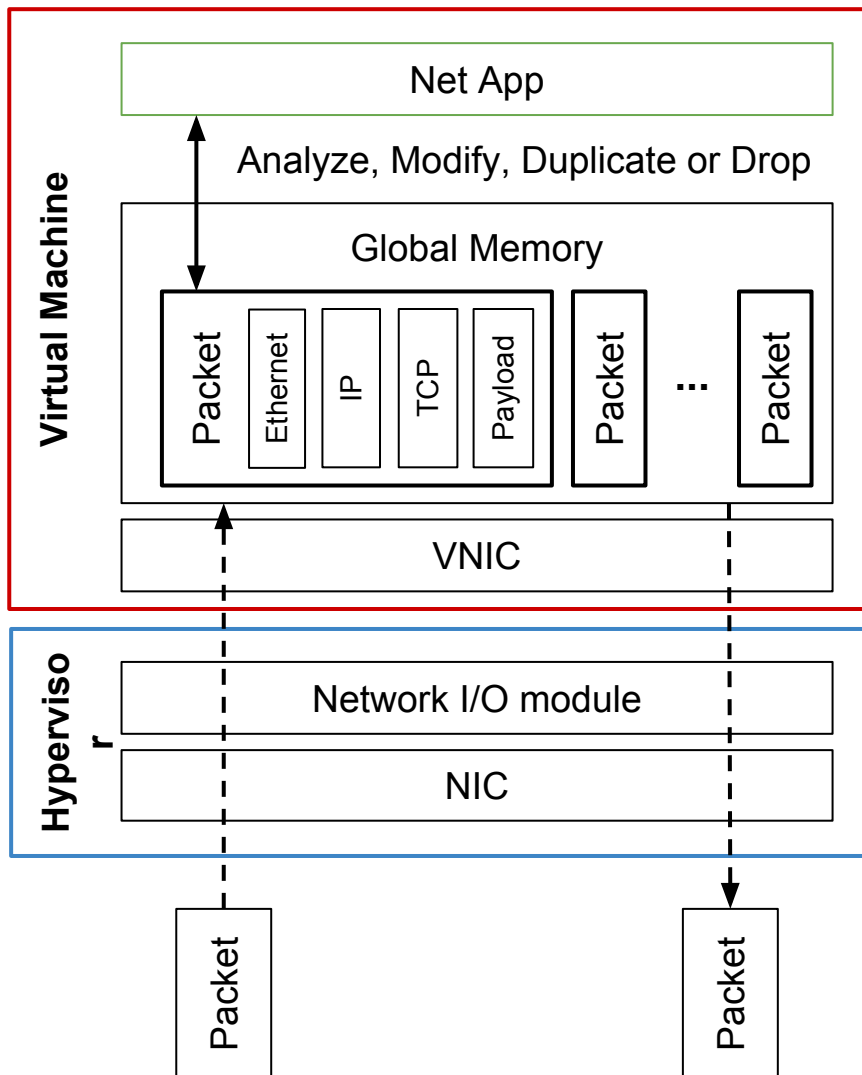 Virtual Machine
Net App
Analyze, Modify, Duplicate or Drop
Global Memory
Packet
Ethernet
IP
TCP
Payload
Packet
...
Packet
VNIC
Hyperviso
r
Network I/O module
NIC
Packet
Packet